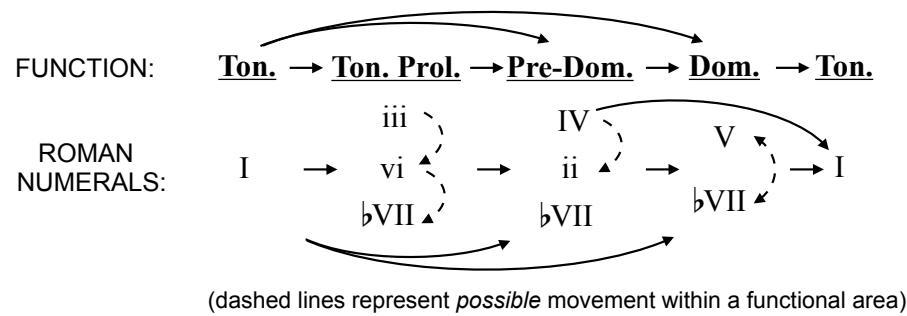 FUNCTION: Ton. Ton. Prol. Pre-Dom. Dom. Ton.
iii IV V
ROMAN NUMERALS: I vi ii I
♭VII ♭VII ♭VII
(dashed lines represent possible movement within a functional area)